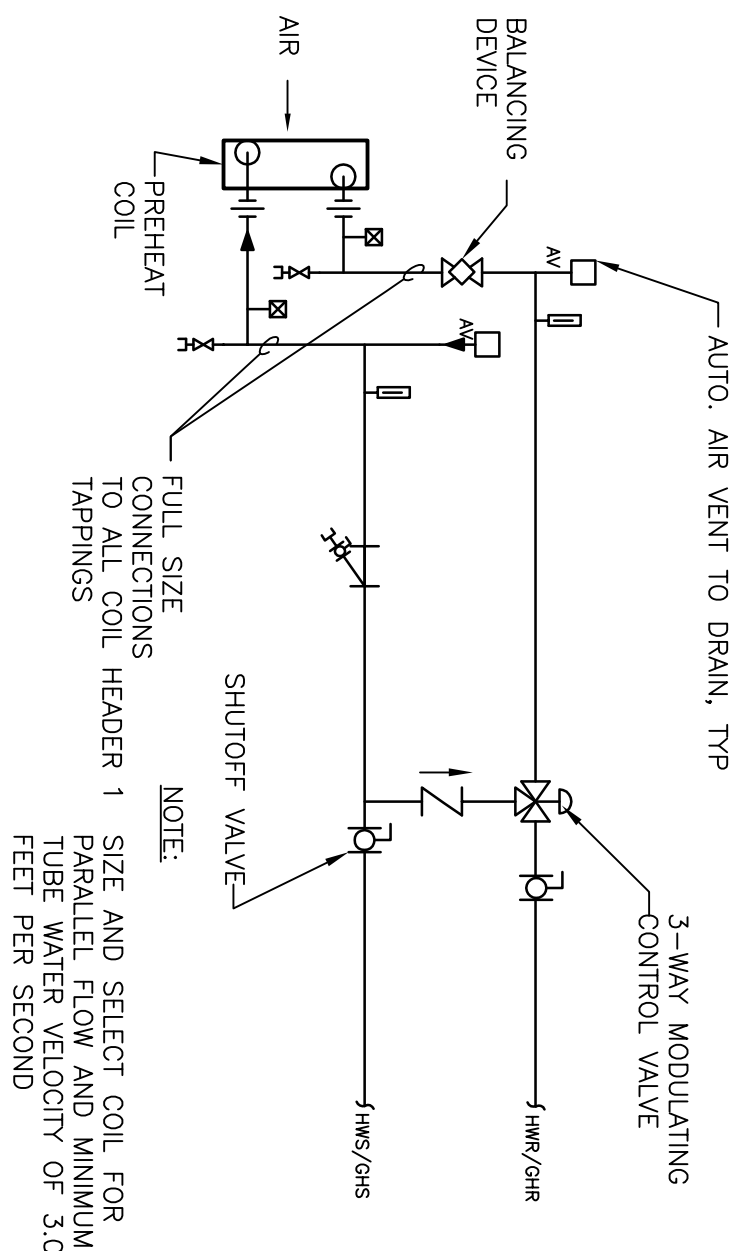 AUTO. AIR VENT TO DRAIN, TYP
3-WAY MODULATING
CONTROL VALVE
BALANCING
DEVICE
AIR
AV
AV
HWR/GHR
HWS/GHS
PREHEAT
COIL
FULL SIZE
CONNECTIONS
TO ALL COIL HEADER
TAPPINGS
SHUTOFF VALVE
NOTE:
1 SIZE AND SELECT COIL FOR
PARALLEL FLOW AND MINIMUM
TUBE WATER VELOCITY OF 3.0
FEET PER SECOND